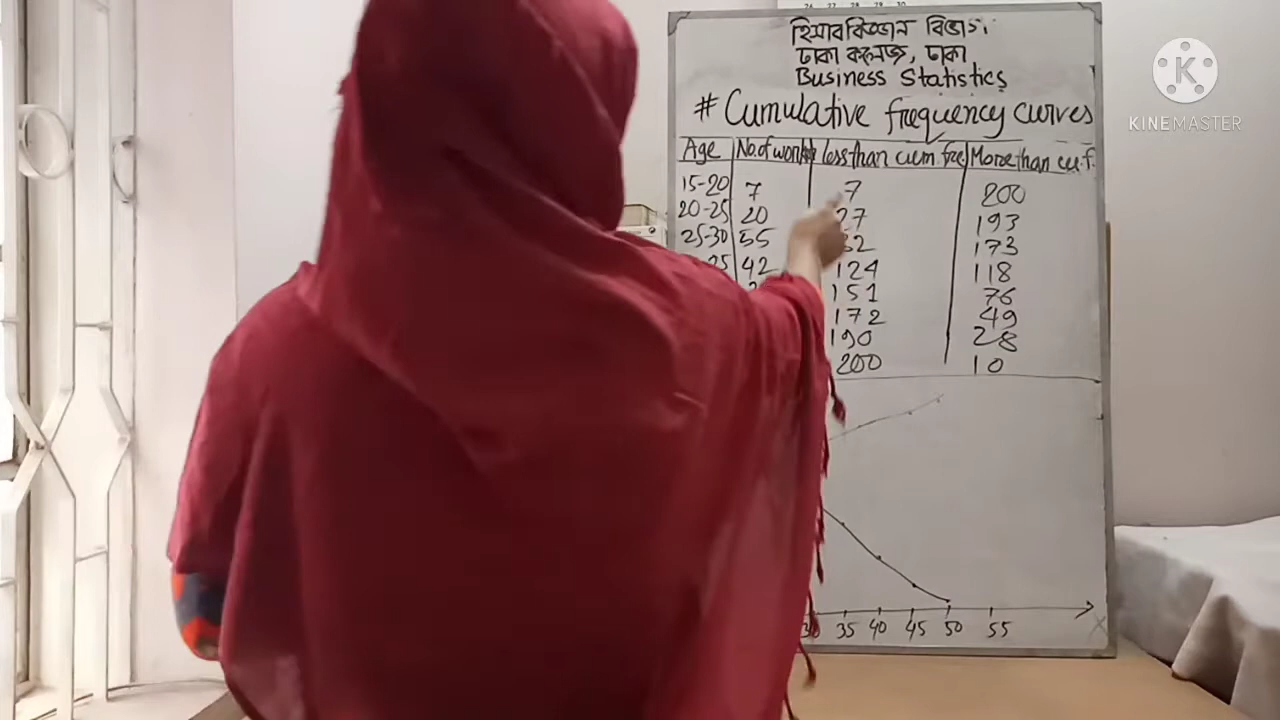 হিসাববিজ্ঞান বিভাগ,
ঢাকা কলেজ, ঢাকা
Business Statistics
# Cumulative frequency curves
Age No. of less than cum. fre More than cu. f.
15-20 7 7 200
20-25 20 27 193
25-30 55 82 173
42 124 118
151 76
172 49
190 28
200 10
30 35 40 45 50 55
X
KINEMASTER